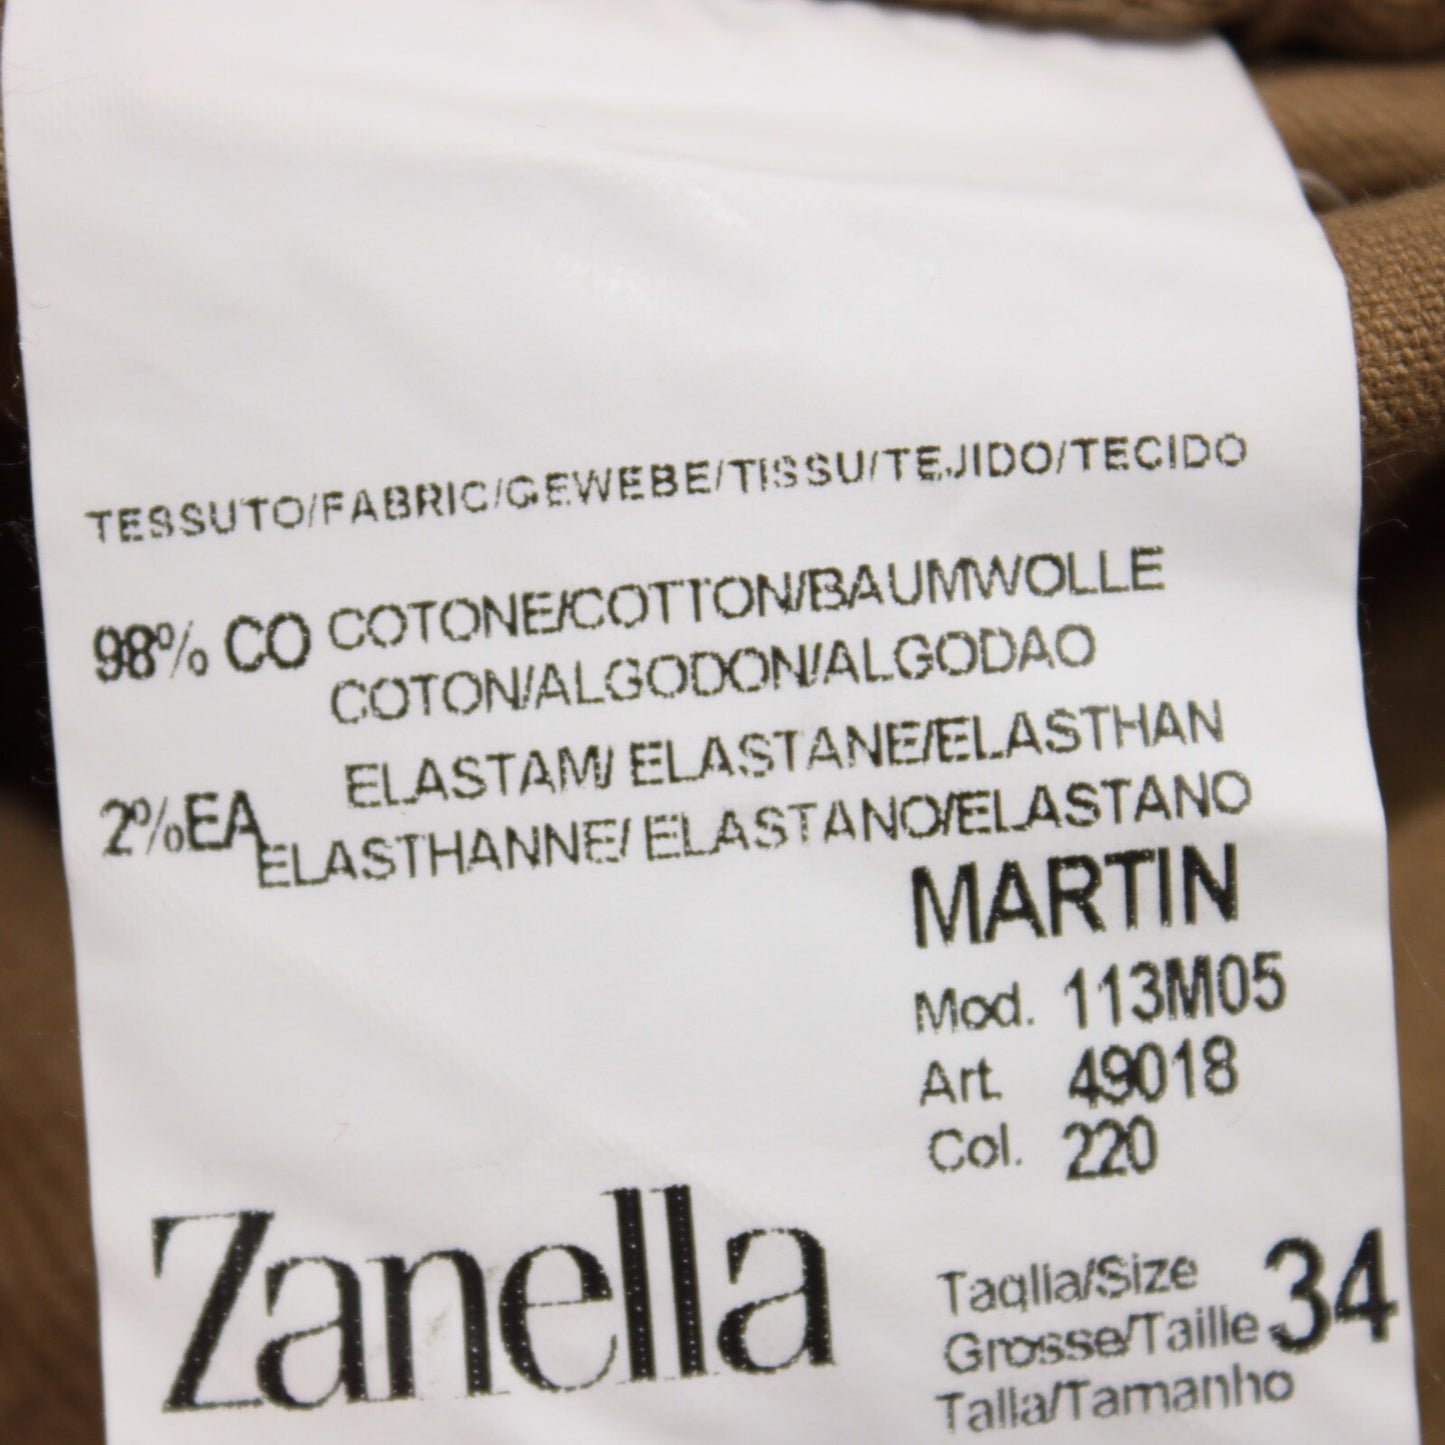 TESSUTO/FABRIC/GEWEBE/TISSU/TEJIDO/TECIDO
98% CO COTONE/COTTON/BAUMWOLLE
COTON/ALGODON/ALGODAO
ELASTAM/ ELASTANE/ELASTHAN
2%EA ELASTHANNE/ ELASTANO/ELASTANO
MARTIN
Mod. 113M05
Art. 49018
Col. 220
Zanella
Taglia/Size
Grosse/Taille 34
Talla/Tamanho